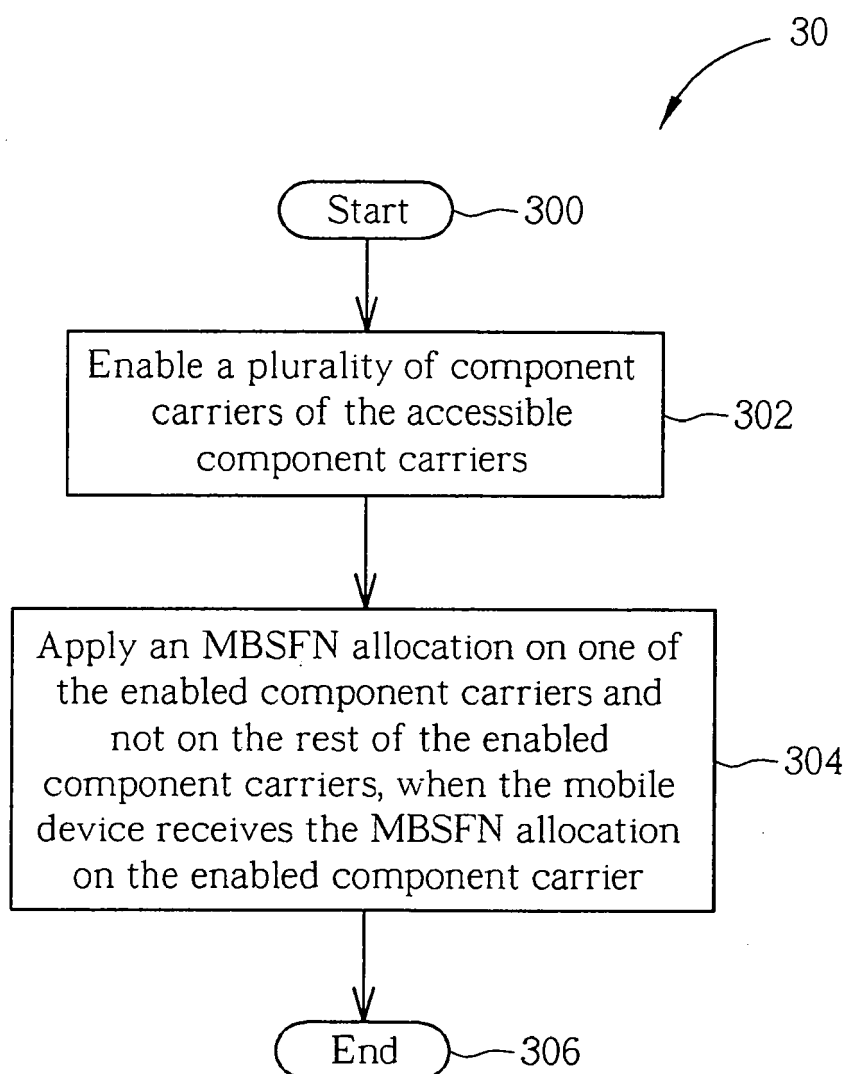 30
Start
300
Enable a plurality of component
carriers of the accessible
component carriers
302
Apply an MBSFN allocation on one of
the enabled component carriers and
not on the rest of the enabled
component carriers, when the mobile
device receives the MBSFN allocation
on the enabled component carrier
304
End
306